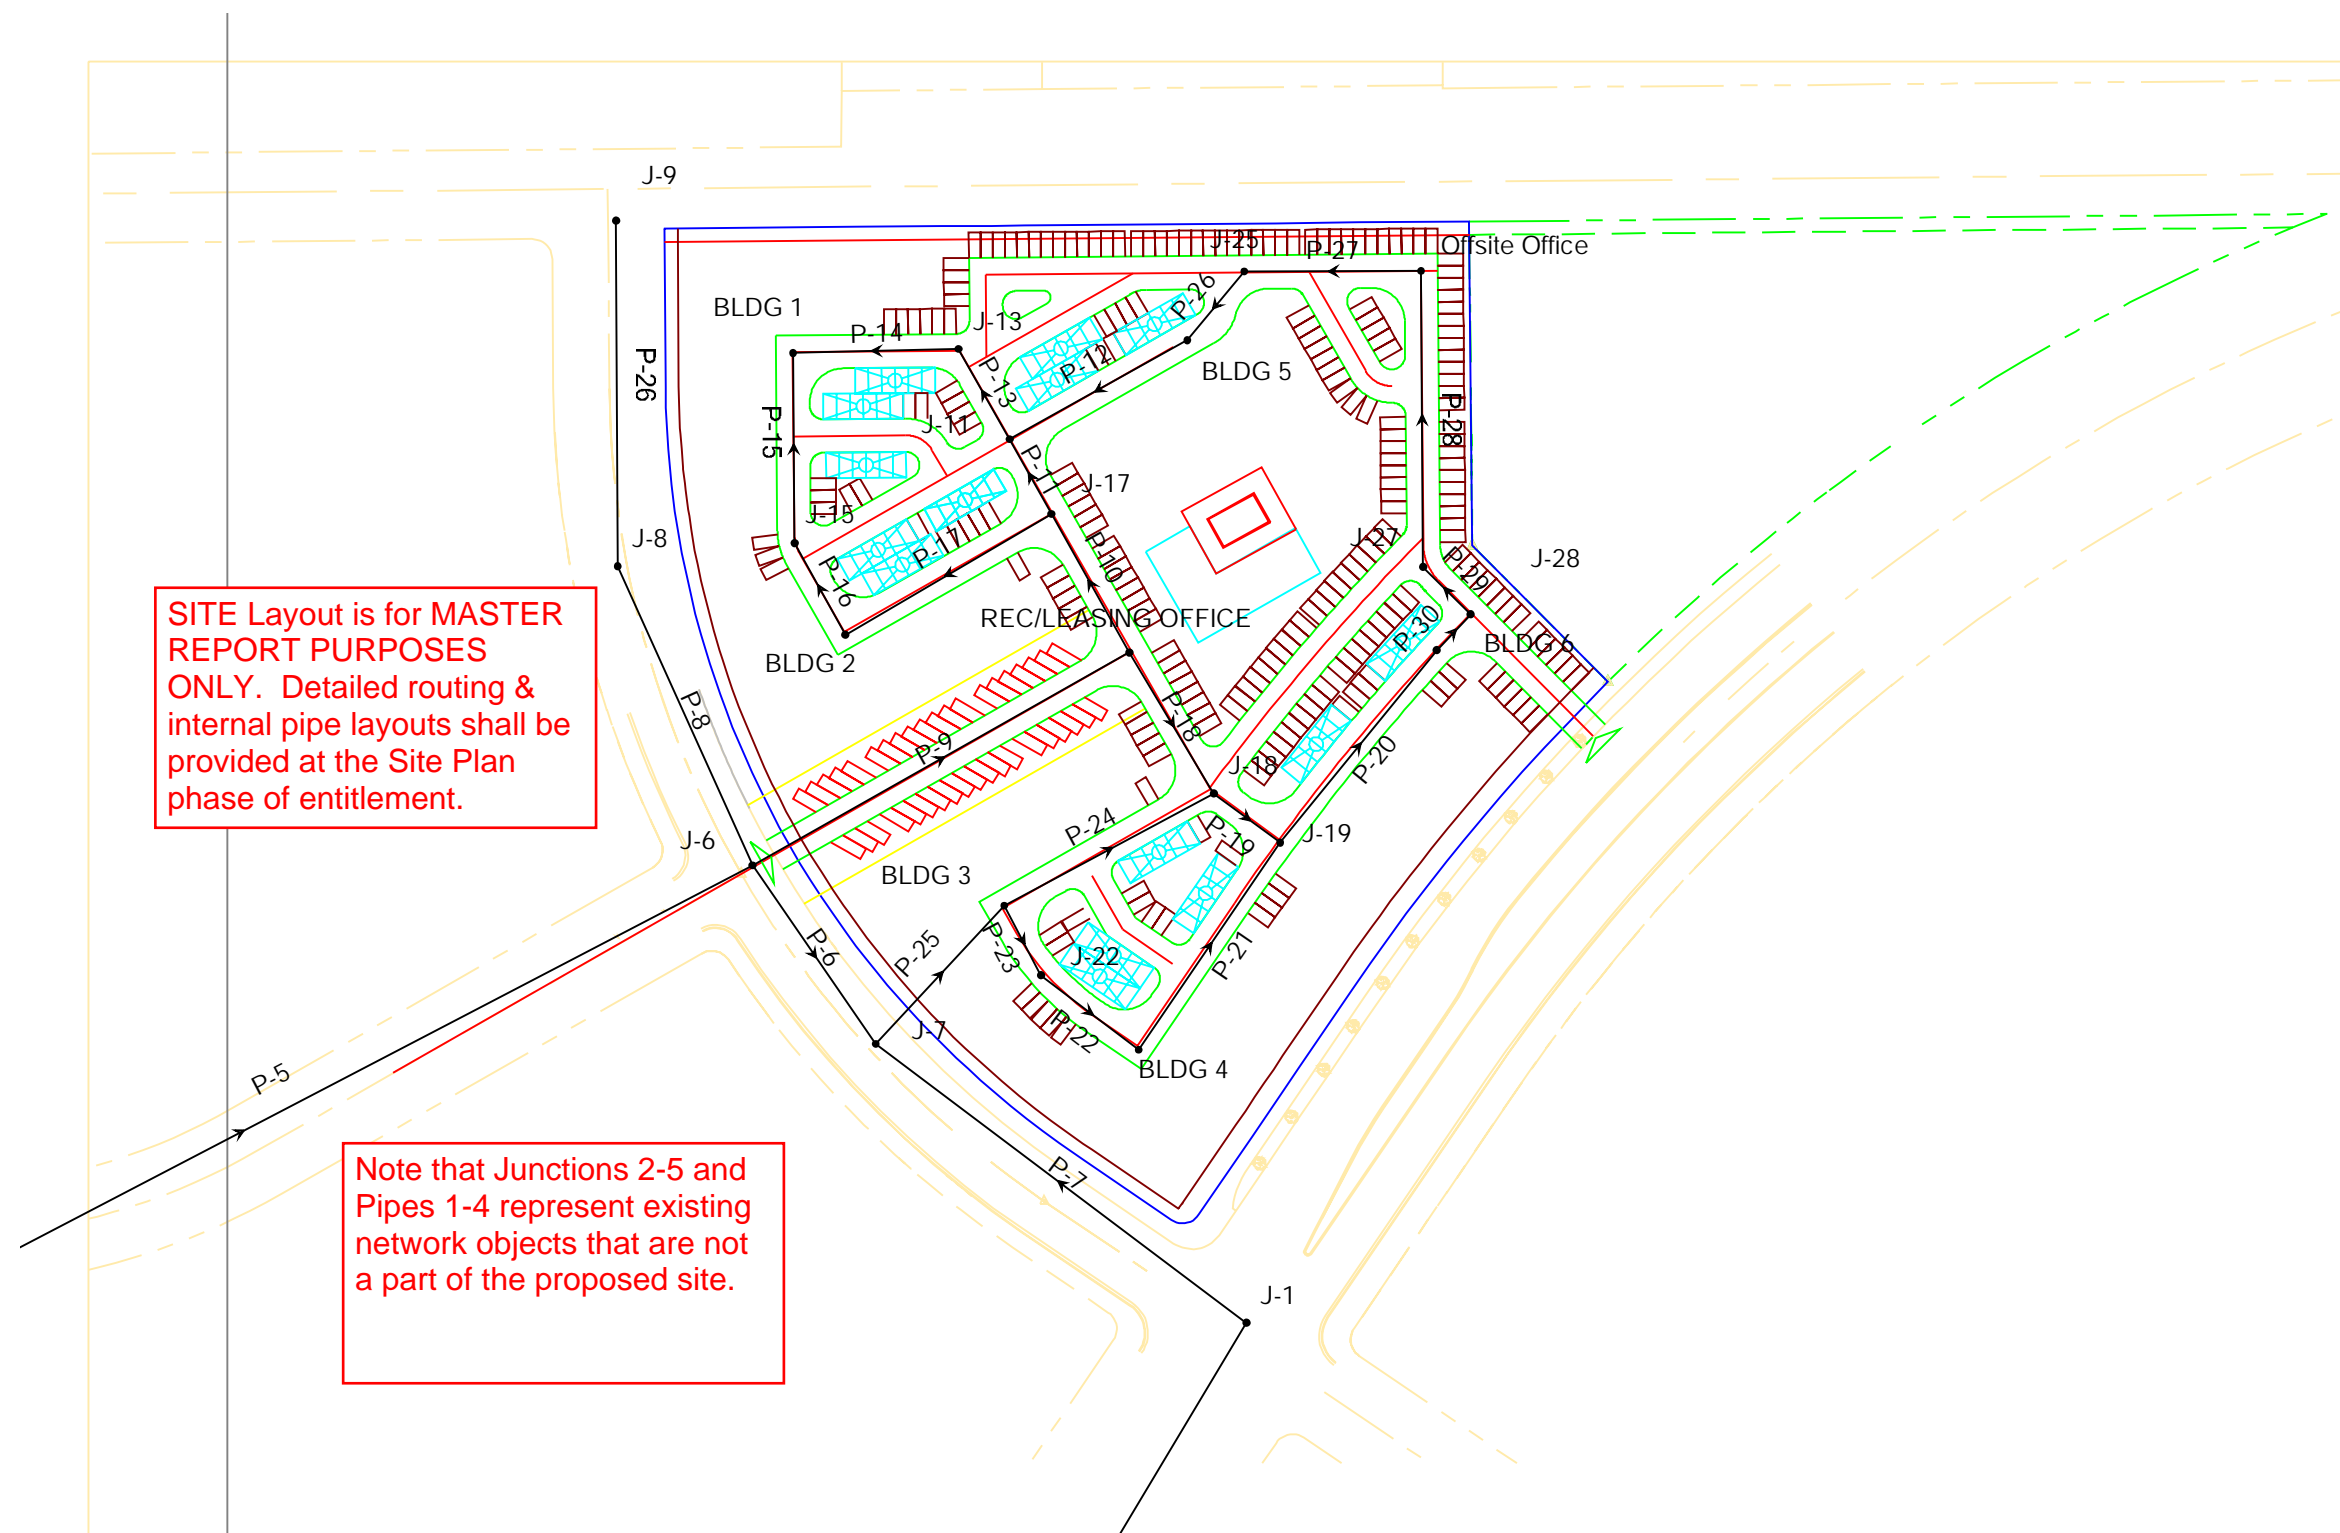 J-9
J-25
P-27
Offsite Office
P-26
BLDG 1
J-13
P-14
P-12
P-13
BLDG 5
P-26
P-15
J-11
P-28
P-11
J-17
J-15
P-17
J-27
J-8
P-10
P-29
J-28
P-16
REC/LEASING OFFICE
P-30
BLDG 6
BLDG 2
SITE Layout is for MASTER
REPORT PURPOSES
ONLY. Detailed routing &
internal pipe layouts shall be
provided at the Site Plan
phase of entitlement.
P-8
P-18
P-9
J-18
P-20
J-6
P-24
P-19
J-19
BLDG 3
P-6
P-25
P-23
J-22
P-21
J-7
P-22
BLDG 4
P-5
P-7
Note that Junctions 2-5 and
Pipes 1-4 represent existing
network objects that are not
a part of the proposed site.
J-1